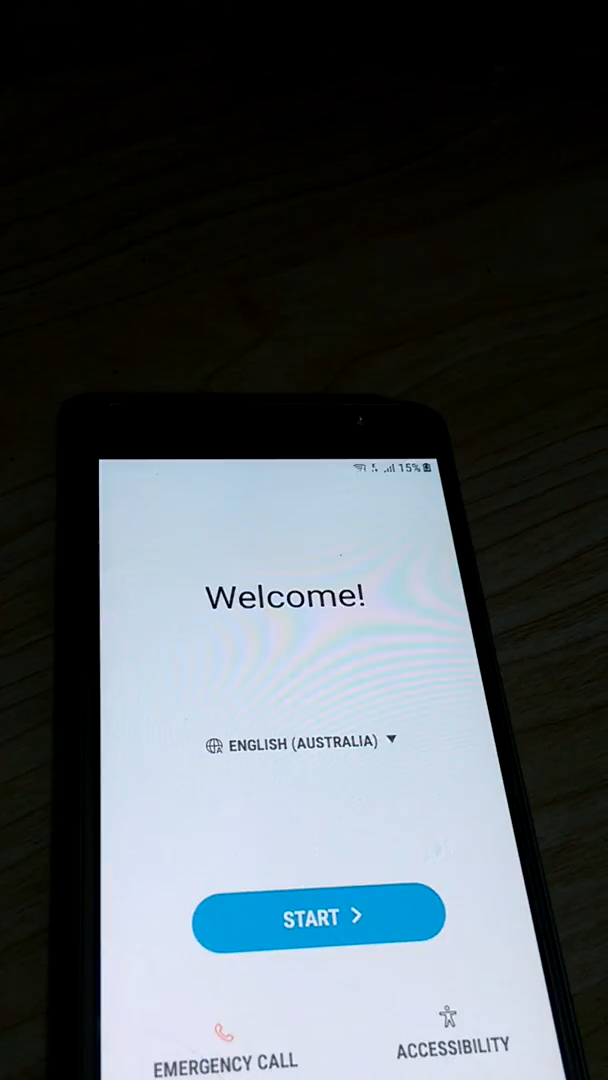 15%
Welcome!
ENGLISH (AUSTRALIA)
START
EMERGENCY CALL
ACCESSIBILITY